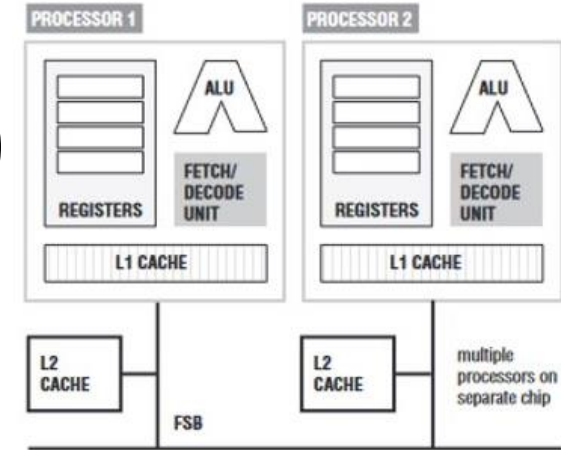 PROCESSOR 1
PROCESSOR 2
ALU
FETCH/
DECODE
UNIT
REGISTERS
L1 CACHE
ALU
FETCH/
DECODE
UNIT
REGISTERS
L1 CACHE
L2
CACHE
FSB
L2
CACHE
multiple
processors on
separate chip